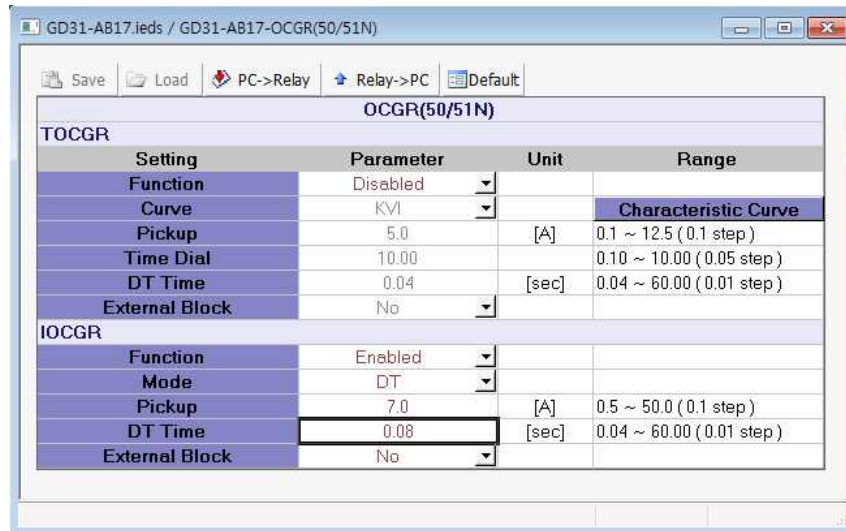 GD31-AB17.ieds / GD31-AB17-OCGR(50/51N)
Save Load PC->Relay Relay->PC Default
OCGR(50/51N)
TOCGR
Setting Parameter Unit Range
Function Disabled
Curve KVI Characteristic Curve
Pickup 5.0 [A] 0.1 ~ 12.5 ( 0.1 step )
Time Dial 10.00 0.10 ~ 10.00 ( 0.05 step )
DT Time 0.04 [sec] 0.04 ~ 60.00 ( 0.01 step )
External Block No
IOCGR
Function Enabled
Mode DT
Pickup 7.0 [A] 0.5 ~ 50.0 ( 0.1 step )
DT Time 0.08 [sec] 0.04 ~ 60.00 ( 0.01 step )
External Block No